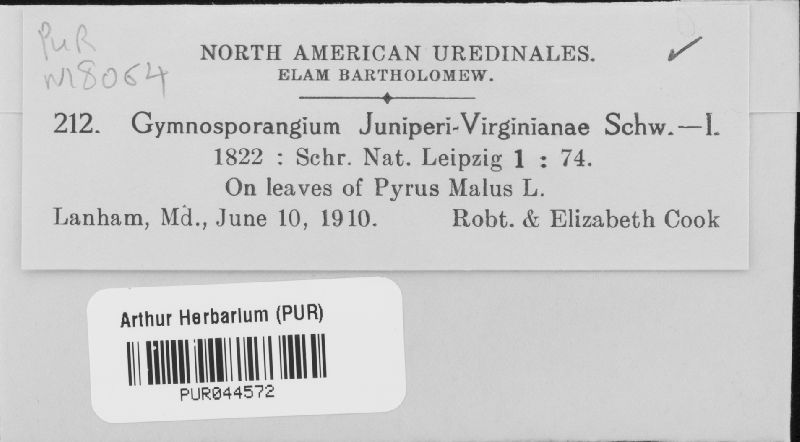 PUR
N18064
NORTH AMERICAN UREDINALES.
ELAM BARTHOLOMEW.
212. Gymnosporangium Juniperi-Virginianae Schw.—I.
1822 : Schr. Nat. Leipzig 1 : 74.
On leaves of Pyrus Malus L.
Lanham, Md., June 10, 1910. Robt. & Elizabeth Cook
Arthur Herbarium (PUR)
PUR044572